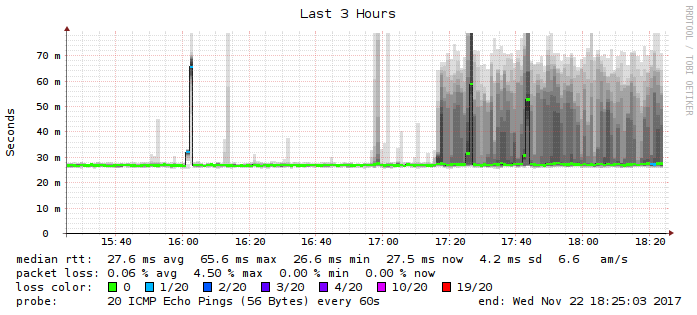 Last 3 Hours
RRDTOOL / TOBI OETIKER
Seconds
70 m
60 m
50 m
40 m
30 m
20 m
10 m
0
15:40 16:00 16:20 16:40 17:00 17:20 17:40 18:00 18:20
median rtt: 27.6 ms avg 65.6 ms max 26.6 ms min 27.5 ms now 4.2 ms sd 6.6 am/s
packet loss: 0.06 % avg 4.50 % max 0.00 % min 0.00 % now
loss color: 0 1/20 2/20 3/20 4/20 10/20 19/20
probe: 20 ICMP Echo Pings (56 Bytes) every 60s end: Wed Nov 22 18:25:03 2017